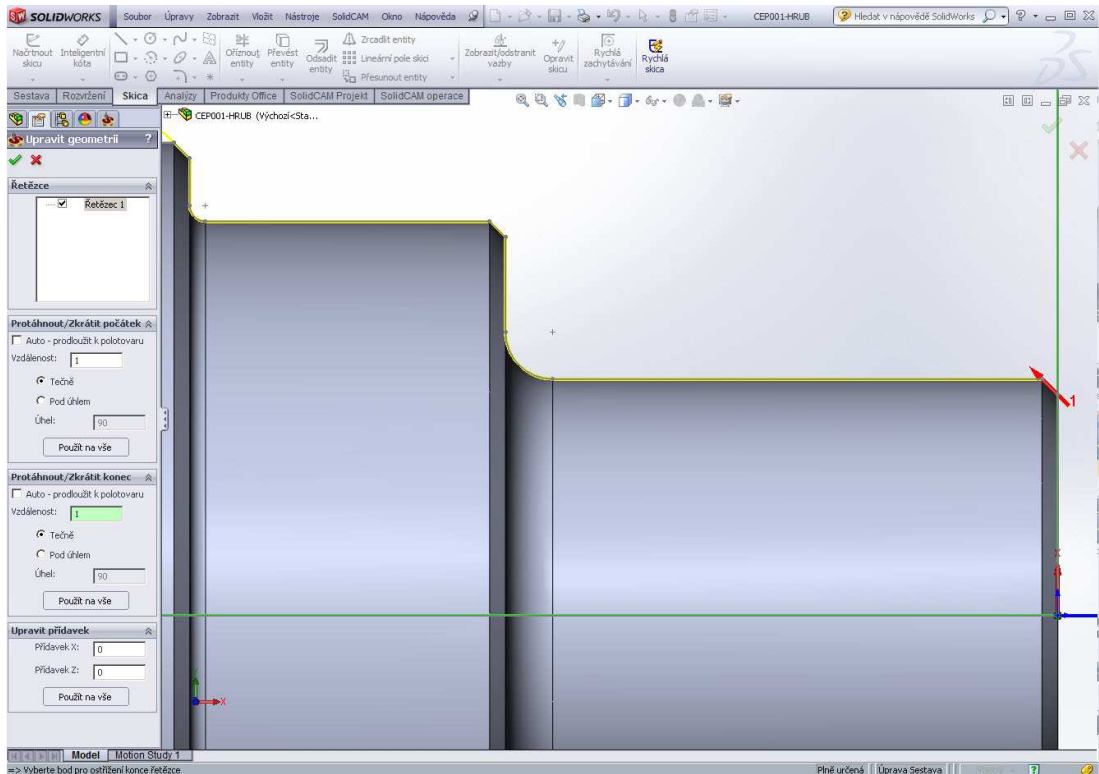 SOLIDWORKS Soubor Úpravy Zobrazit Vložit Nástroje SolidCAM Okno Nápověda CEP001-HRUB Hledat v nápovědě SolidWorks
Načrtnout skicu
Inteligentní kóta
Oříznout entity
Převést entity
Odsadit entity
Zrcadlit entity
Lineární pole skici
Přesunout entity
Zobrazit/odstranit vazby
Opravit skicu
Rychlá zachytávání
Rychlá skica
Sestava Rozvržení Skica Analýzy Produkty Office SolidCAM Projekt SolidCAM operace
CEP001-HRUB (Výchozí<Sta...
Upravit geometrii ?
Řetězce
Řetězec 1
Protáhnout/Zkrátit počátek
Auto - prodloužit k polotovaru
Vzdálenost: 1
Tečně
Pod úhlem
Úhel: 90
Použít na vše
Protáhnout/Zkrátit konec
Auto - prodloužit k polotovaru
Vzdálenost: 1
Tečně
Pod úhlem
Úhel: 90
Použít na vše
Upravit přídavek
Přídavek X: 0
Přídavek Z: 0
Použít na vše
1
X
Y
X
Model Motion Study 1
=> Vyberte bod pro ostřižení konce řetězce Plně určená Úprava Sestava